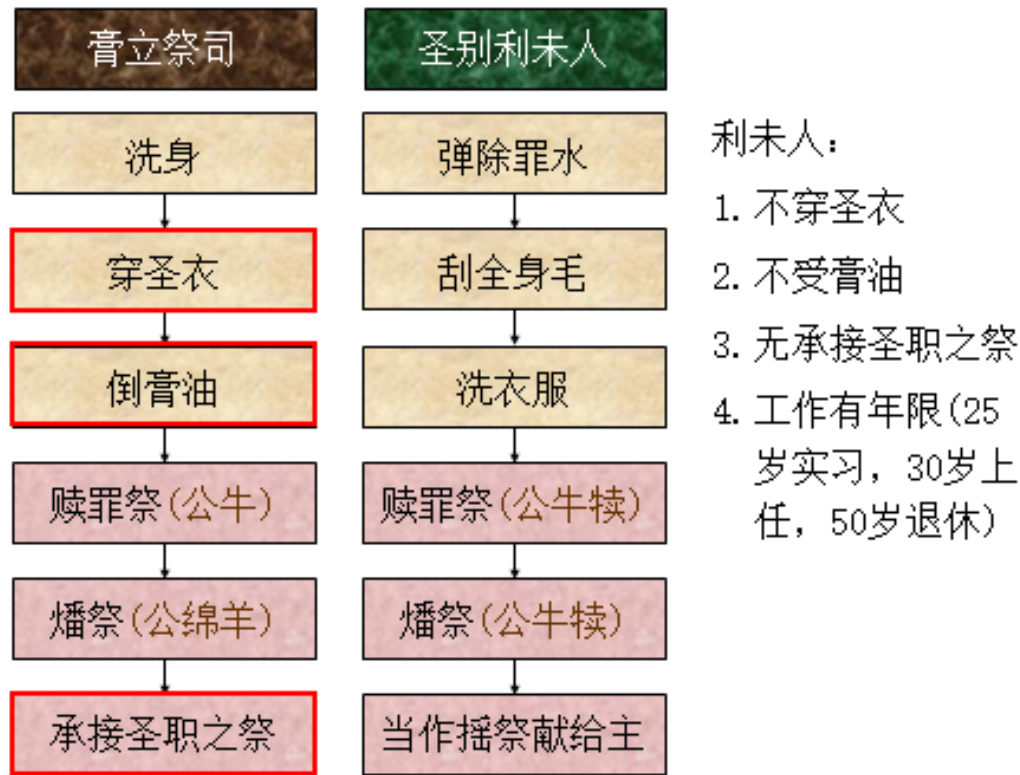 膏立祭司
圣别利未人
洗身
穿圣衣
倒膏油
赎罪祭(公牛)
燔祭(公绵羊)
承接圣职之祭
弹除罪水
刮全身毛
洗衣服
赎罪祭(公牛犊)
燔祭(公牛犊)
当作摇祭献给主
利未人：
1. 不穿圣衣
2. 不受膏油
3. 无承接圣职之祭
4. 工作有年限(25
岁实习，30岁上
任，50岁退休)